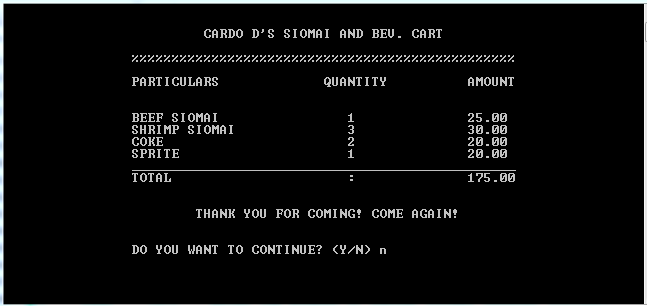 CARDO D'S SIOMAI AND BEV. CART
%%%%%%%%%%%%%%%%%%%%%%%%%%%%%%%%%%%%%%%%%%%%%%%%
PARTICULARS QUANTITY AMOUNT
BEEF SIOMAI 1 25.00
SHRIMP SIOMAI 3 30.00
COKE 2 20.00
SPRITE 1 20.00
TOTAL : 175.00
THANK YOU FOR COMING! COME AGAIN!
DO YOU WANT TO CONTINUE? (Y/N) n